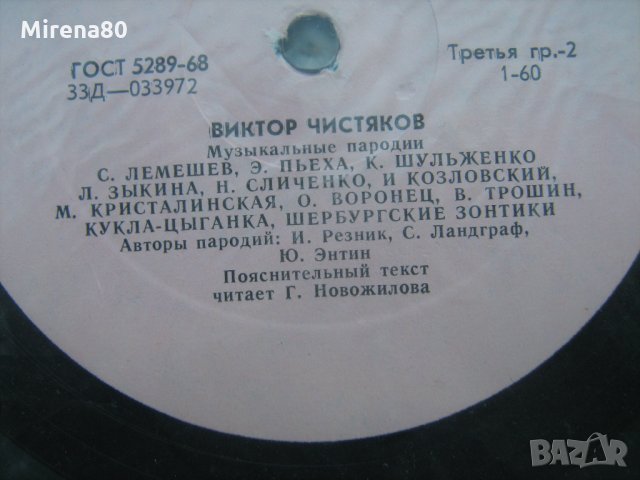 Mirena80
ГОСТ 5289-68
33Д—033972
Третья гр.-2
1-60
ВИКТОР ЧИСТЯКОВ
Музыкальные пародии
С. ЛЕМЕШЕВ, Э. ПЬЕХА, К. ШУЛЬЖЕНКО
Л. ЗЫКИНА, Н. СЛИЧЕНКО, И КОЗЛОВСКИЙ,
М. КРИСТАЛИНСКАЯ, О. ВОРОНЕЦ, В. ТРОШИН,
КУКЛА-ЦЫГАНКА, ШЕРБУРГСКИЕ ЗОНТИКИ
Авторы пародий: И. Резник, С. Ландграф,
Ю. Энтин
Пояснительный текст
читает Г. Новожилова
BAZAR